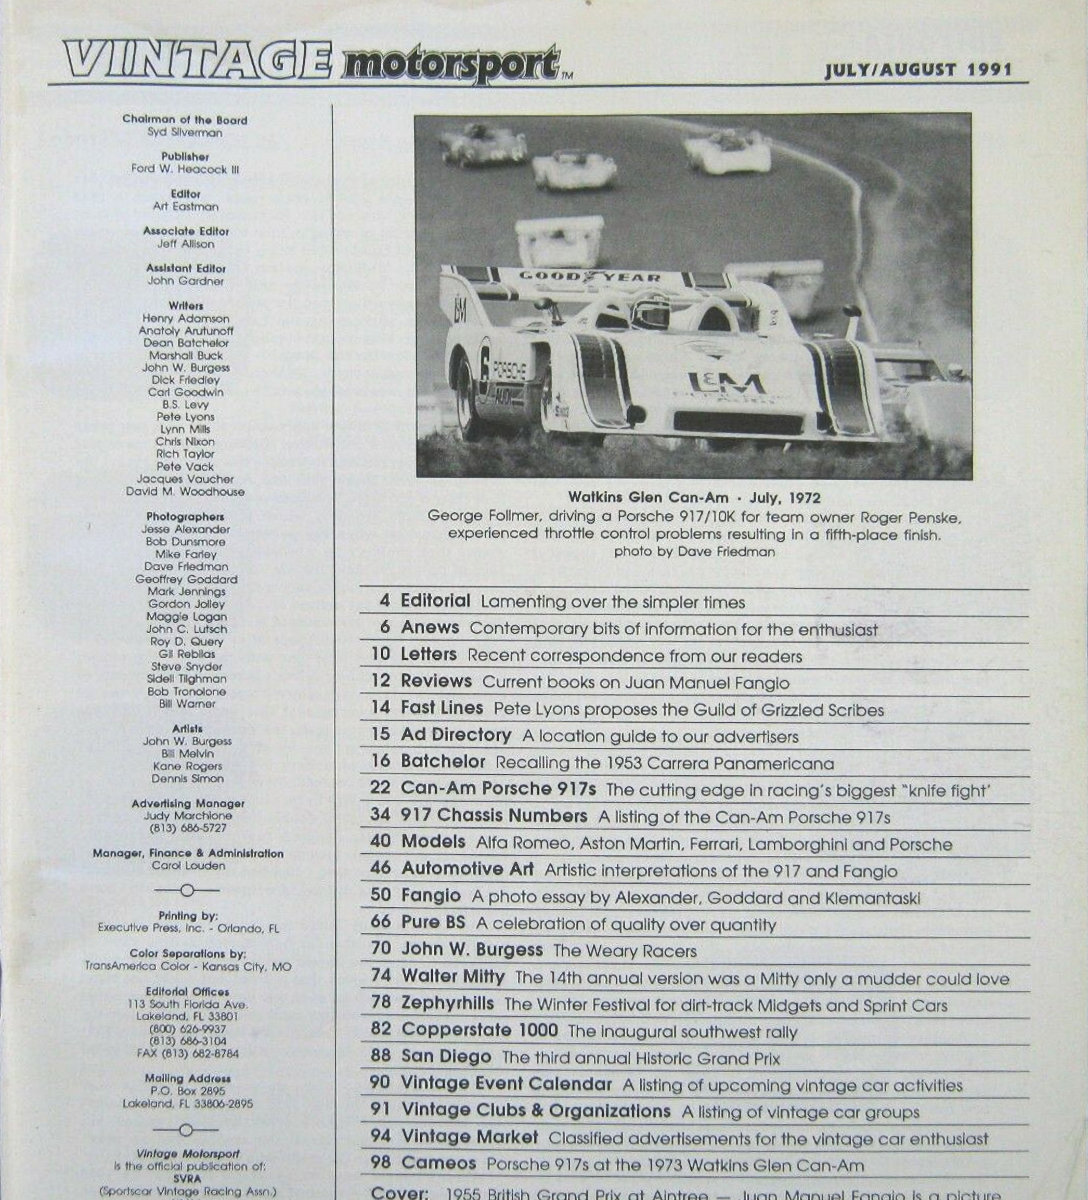 VINTAGE motorsport TM
JULY/AUGUST 1991
Chairman of the Board
Syd Silverman
Publisher
Ford W. Heacock III
Editor
Art Eastman
Associate Editor
Jeff Allison
Assistant Editor
John Gardner
Writers
Henry Adamson
Anatoly Arutunoff
Dean Batchelor
Marshall Buck
John W. Burgess
Dick Friedley
Carl Goodwin
B.S. Levy
Pete Lyons
Lynn Mills
Chris Nixon
Rich Taylor
Pete Vack
Jacques Vaucher
David M. Woodhouse
Photographers
Jesse Alexander
Bob Dunsmore
Mike Farley
Dave Friedman
Geoffrey Goddard
Mark Jennings
Gordon Jolley
Maggie Logan
John C. Lutsch
Roy D. Query
Gil Rebilas
Steve Snyder
Sidell Tilghman
Bob Tronolone
Bill Warner
Artists
John W. Burgess
Bill Melvin
Kane Rogers
Dennis Simon
Advertising Manager
Judy Marchione
(813) 686-5727
Manager, Finance & Administration
Carol Louden
Printing by:
Executive Press, Inc. - Orlando, FL
Color Separations by:
TransAmerica Color - Kansas City, MO
Editorial Offices
113 South Florida Ave.
Lakeland, FL 33801
(800) 626-9937
(813) 686-3104
FAX (813) 682-8784
Mailing Address
P.O. Box 2895
Lakeland, FL 33806-2895
Vintage Motorsport
is the official publication of:
SVRA
(Sportscar Vintage Racing Assn.)
GOODYEAR
L&M
6 PORSCHE
AUDI
L&M
Watkins Glen Can-Am · July, 1972
George Follmer, driving a Porsche 917/10K for team owner Roger Penske,
experienced throttle control problems resulting in a fifth-place finish.
photo by Dave Friedman
4 Editorial Lamenting over the simpler times
6 Anews Contemporary bits of information for the enthusiast
10 Letters Recent correspondence from our readers
12 Reviews Current books on Juan Manuel Fangio
14 Fast Lines Pete Lyons proposes the Guild of Grizzled Scribes
15 Ad Directory A location guide to our advertisers
16 Batchelor Recalling the 1953 Carrera Panamericana
22 Can-Am Porsche 917s The cutting edge in racing's biggest "knife fight'
34 917 Chassis Numbers A listing of the Can-Am Porsche 917s
40 Models Alfa Romeo, Aston Martin, Ferrari, Lamborghini and Porsche
46 Automotive Art Artistic interpretations of the 917 and Fangio
50 Fangio A photo essay by Alexander, Goddard and Klemantaski
66 Pure BS A celebration of quality over quantity
70 John W. Burgess The Weary Racers
74 Walter Mitty The 14th annual version was a Mitty only a mudder could love
78 Zephyrhills The Winter Festival for dirt-track Midgets and Sprint Cars
82 Copperstate 1000 The inaugural southwest rally
88 San Diego The third annual Historic Grand Prix
90 Vintage Event Calendar A listing of upcoming vintage car activities
91 Vintage Clubs & Organizations A listing of vintage car groups
94 Vintage Market Classified advertisements for the vintage car enthusiast
98 Cameos Porsche 917s at the 1973 Watkins Glen Can-Am
Cover: 1955 British Grand Prix at Aintree — Juan Manuel Fangio is a picture